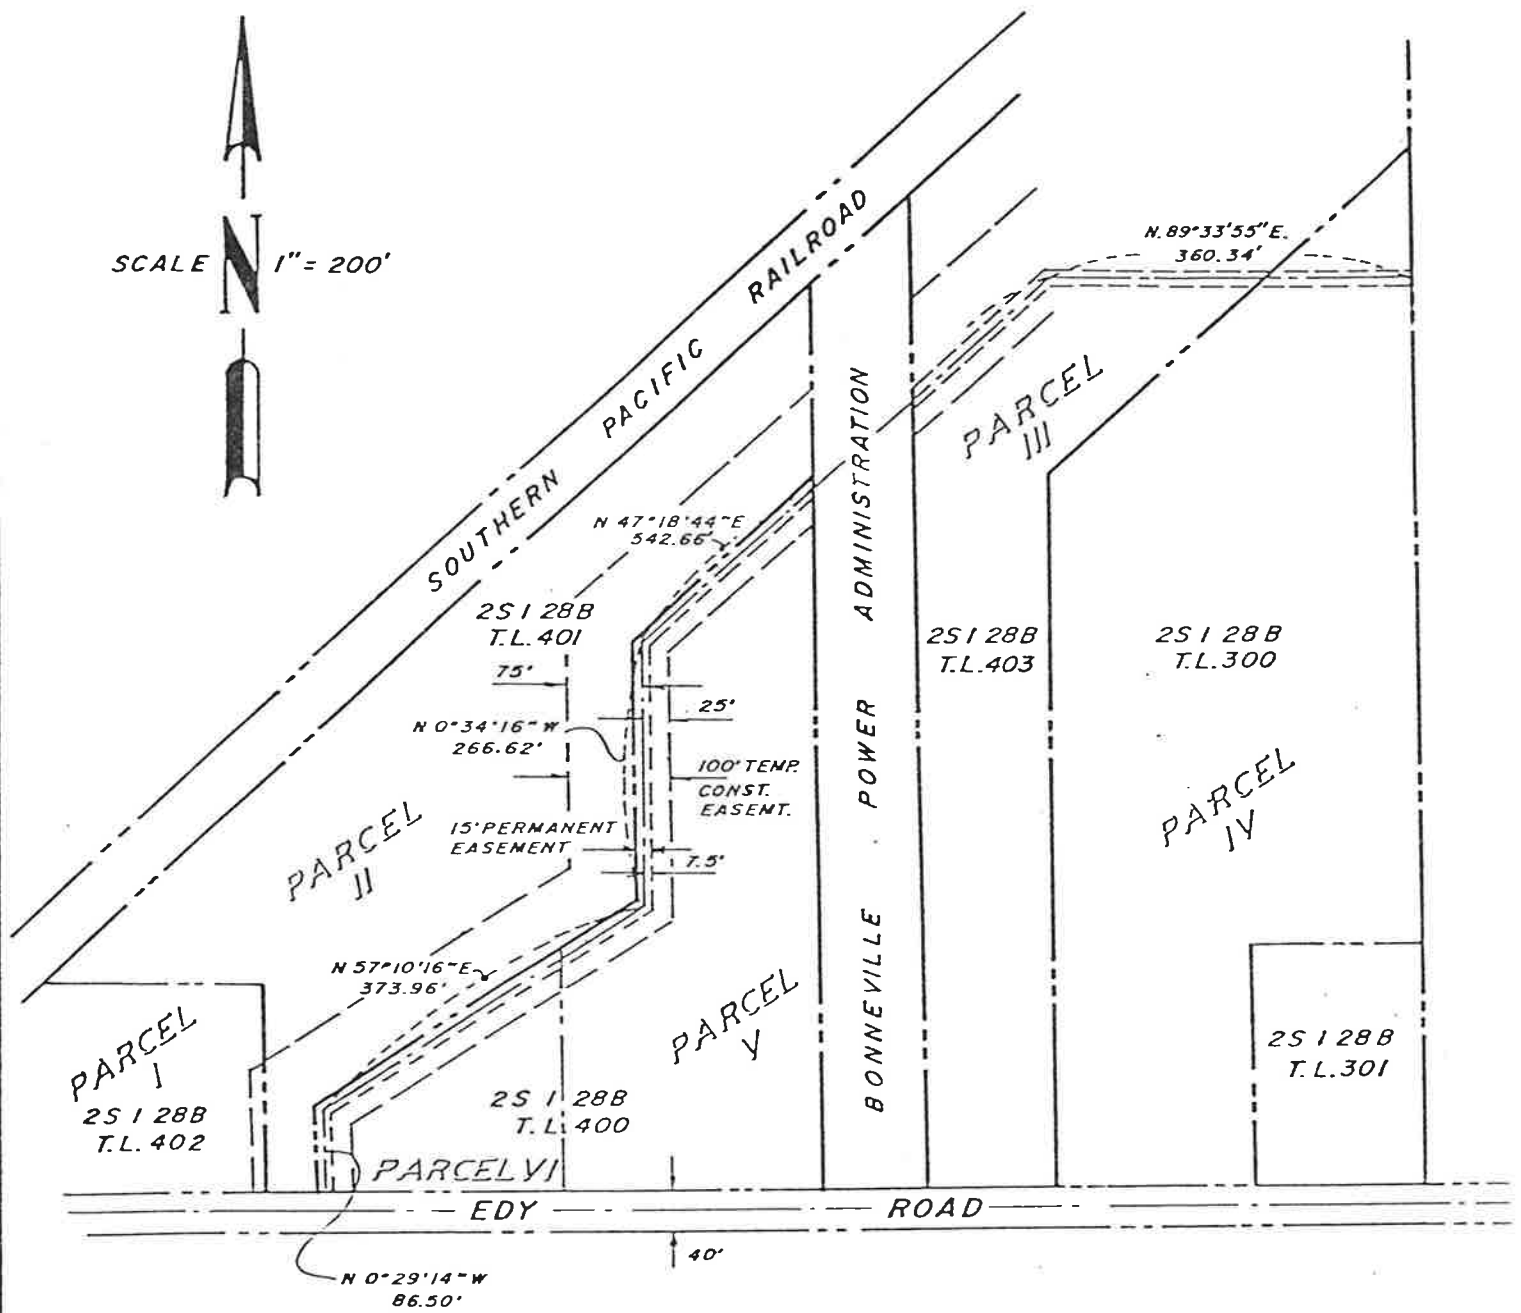 N
SCALE 1"= 200'
SOUTHERN PACIFIC RAILROAD
N.89°33'55"E.
360.34'
PARCEL
III
N 47°18'44"E
542.66'
2S 1 28B
T.L.401
75'
25'
N 0°34'16"W
266.62'
100' TEMP.
CONST.
EASEMT.
15' PERMANENT
EASEMENT
7.5'
BONNEVILLE POWER ADMINISTRATION
2S 1 28B
T.L.403
2S 1 28B
T.L.300
PARCEL
IV
PARCEL
II
N 57°10'16"E
373.96'
PARCEL
I
2S 1 28B
T.L. 402
PARCEL
V
2S 1 28B
T.L. 400
2S 1 28B
T.L.301
PARCEL VI
EDY ROAD
40'
N 0°29'14"W
86.50'